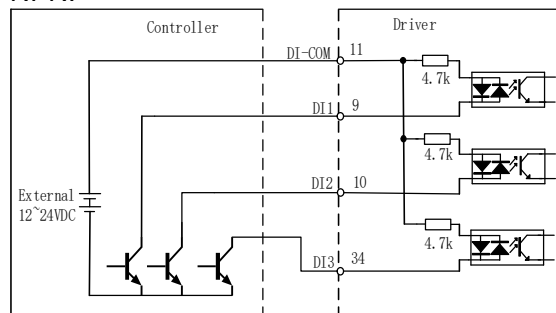 Controller
Driver
DI-COM
11
4.7k
DI1
9
4.7k
External
12~24VDC
DI2
10
4.7k
DI3
34